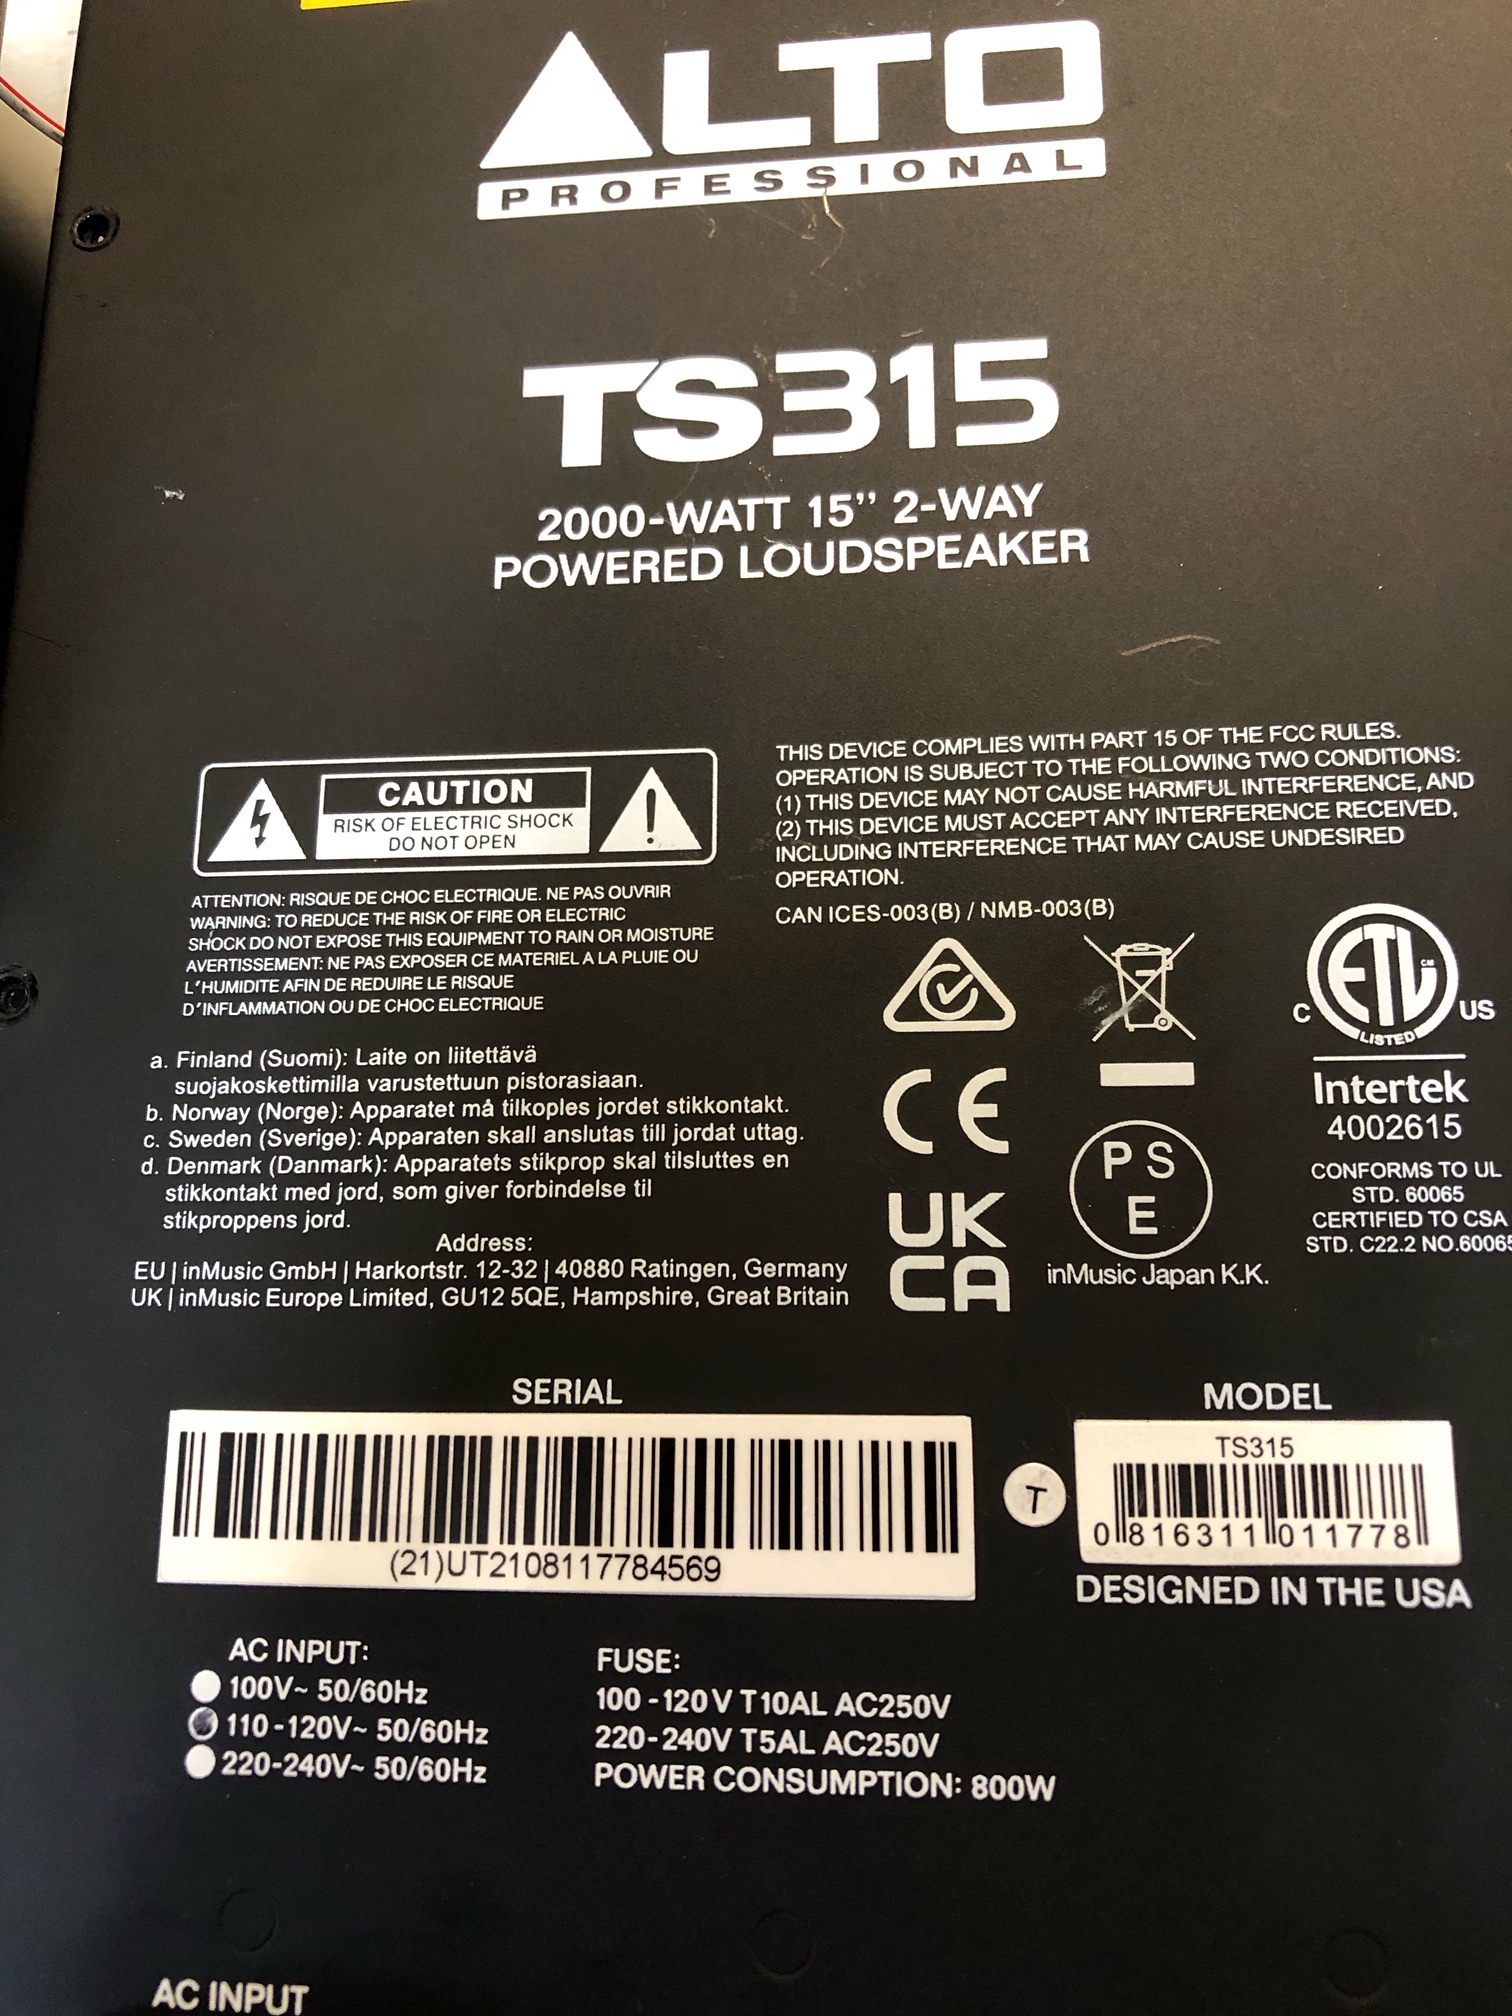 ALTO
PROFESSIONAL
TS315
2000-WATT 15” 2-WAY
POWERED LOUDSPEAKER
CAUTION
RISK OF ELECTRIC SHOCK
DO NOT OPEN
ATTENTION: RISQUE DE CHOC ELECTRIQUE. NE PAS OUVRIR
WARNING: TO REDUCE THE RISK OF FIRE OR ELECTRIC
SHOCK DO NOT EXPOSE THIS EQUIPMENT TO RAIN OR MOISTURE
AVERTISSEMENT: NE PAS EXPOSER CE MATERIEL A LA PLUIE OU
L'HUMIDITE AFIN DE REDUIRE LE RISQUE
D'INFLAMMATION OU DE CHOC ELECTRIQUE
THIS DEVICE COMPLIES WITH PART 15 OF THE FCC RULES.
OPERATION IS SUBJECT TO THE FOLLOWING TWO CONDITIONS:
(1) THIS DEVICE MAY NOT CAUSE HARMFUL INTERFERENCE, AND
(2) THIS DEVICE MUST ACCEPT ANY INTERFERENCE RECEIVED,
INCLUDING INTERFERENCE THAT MAY CAUSE UNDESIRED
OPERATION.
CAN ICES-003(B) / NMB-003(B)
a. Finland (Suomi): Laite on liitettävä
suojakoskettimilla varustettuun pistorasiaan.
b. Norway (Norge): Apparatet må tilkoples jordet stikkontakt.
c. Sweden (Sverige): Apparaten skall anslutas till jordat uttag.
d. Denmark (Danmark): Apparatets stikprop skal tilsluttes en
stikkontakt med jord, som giver forbindelse til
stikproppens jord.
Address:
EU | inMusic GmbH | Harkortstr. 12-32 | 40880 Ratingen, Germany
UK | inMusic Europe Limited, GU12 5QE, Hampshire, Great Britain
CE
UK
CA
PS
E
inMusic Japan K.K.
C ETL CM US
LISTED
Intertek
4002615
CONFORMS TO UL
STD. 60065
CERTIFIED TO CSA
STD. C22.2 NO.60065
SERIAL
(21)UT2108117784569
T
MODEL
TS315
0 816311 011778
DESIGNED IN THE USA
AC INPUT:
100V~ 50/60Hz
110-120V~ 50/60Hz
220-240V~ 50/60Hz
FUSE:
100-120V T10AL AC250V
220-240V T5AL AC250V
POWER CONSUMPTION: 800W
AC INPUT